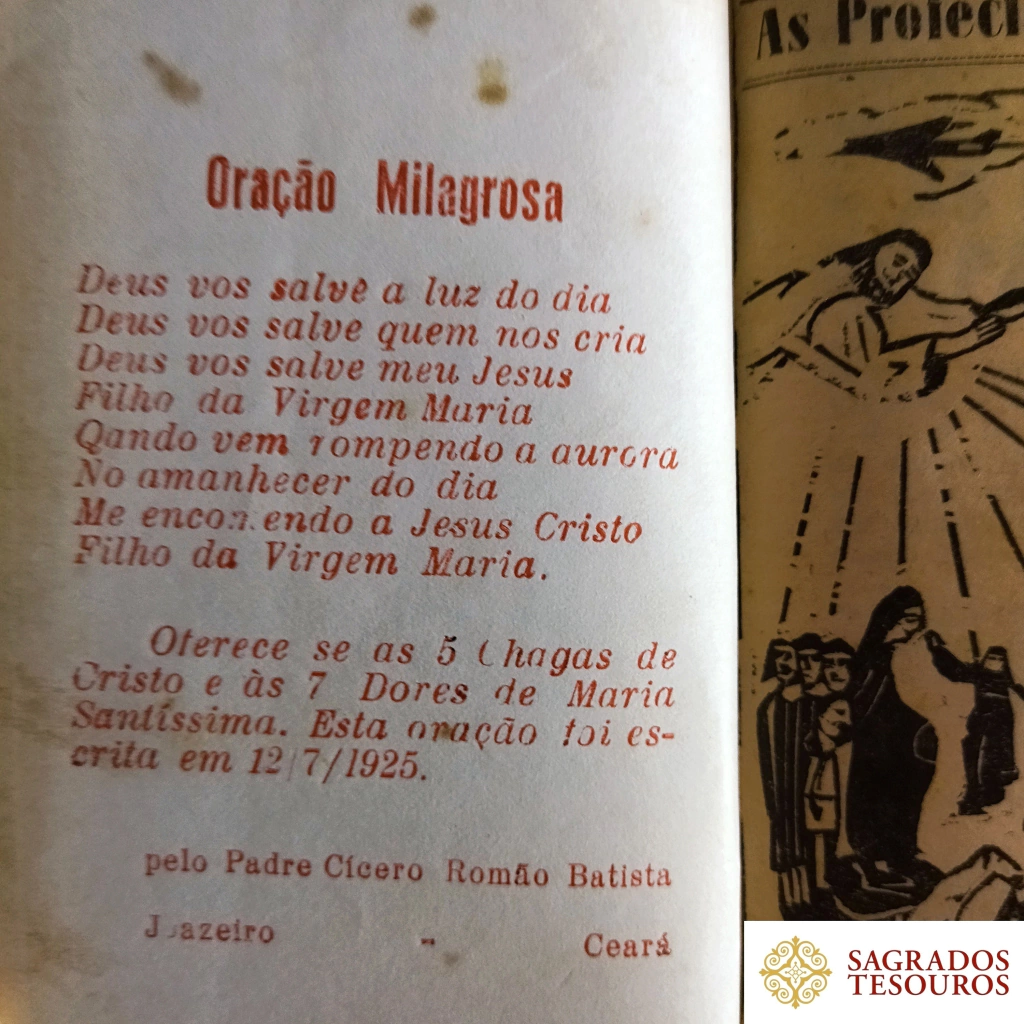 Oração Milagrosa
Deus vos salve a luz do dia
Deus vos salve quem nos cria
Deus vos salve meu Jesus
Filho da Virgem Maria
Qando vem rompendo a aurora
No amanhecer do dia
Me encomendo a Jesus Cristo
Filho da Virgem Maria.
Oferece se as 5 Chagas de
Cristo e às 7 Dores de Maria
Santíssima. Esta oração foi es-
crita em 12/7/1925.
pelo Padre Cícero Romão Batista
Juazeiro - Ceará
As Profec
SAGRADOS
TESOUROS